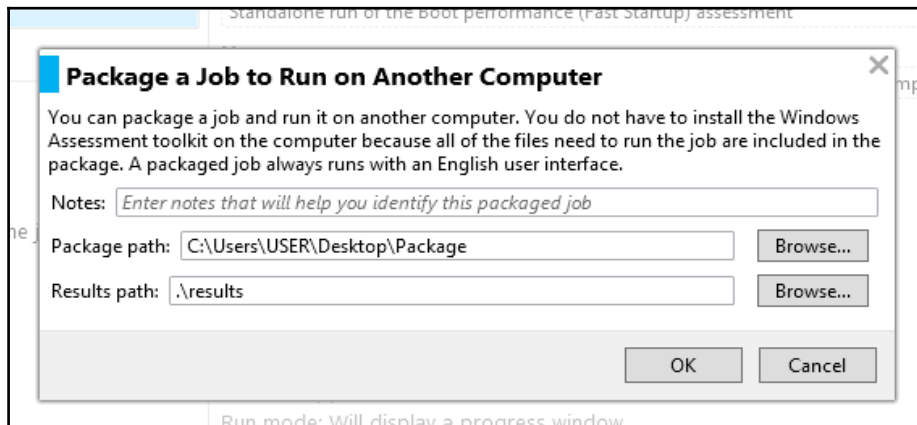 Standalone run of the Boot performance (Fast Startup) assessment
Package a Job to Run on Another Computer
You can package a job and run it on another computer. You do not have to install the Windows
Assessment toolkit on the computer because all of the files need to run the job are included in the
package. A packaged job always runs with an English user interface.
Notes: Enter notes that will help you identify this packaged job
Package path: C:\Users\USER\Desktop\Package Browse...
Results path: .\results Browse...
OK Cancel
Run mode: Will display a progress window